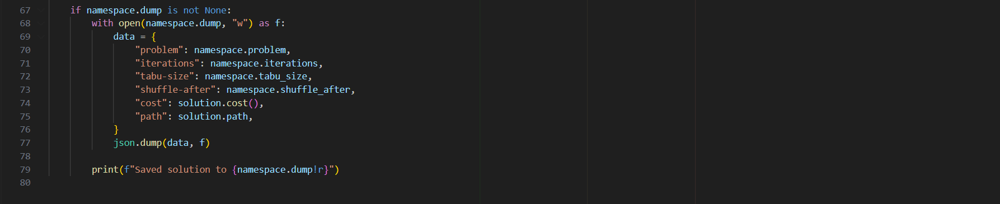 67 if namespace.dump is not None:
68 with open(namespace.dump, "w") as f:
69 data = {
70 "problem": namespace.problem,
71 "iterations": namespace.iterations,
72 "tabu-size": namespace.tabu_size,
73 "shuffle-after": namespace.shuffle_after,
74 "cost": solution.cost(),
75 "path": solution.path,
76 }
77 json.dump(data, f)
78
79 print(f"Saved solution to {namespace.dump!r}")
80